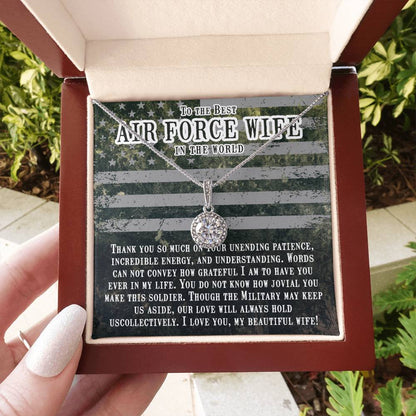 To the Best
AIR FORCE WIFE
in the world
Thank you so much on your unending patience,
incredible energy, and understanding. Words
can not convey how grateful I am to have you
ever in my life. You do not know how jovial you
make this soldier. Though the Military may keep
us aside, our love will always hold
uscollectively. I love you, my beautiful wife!